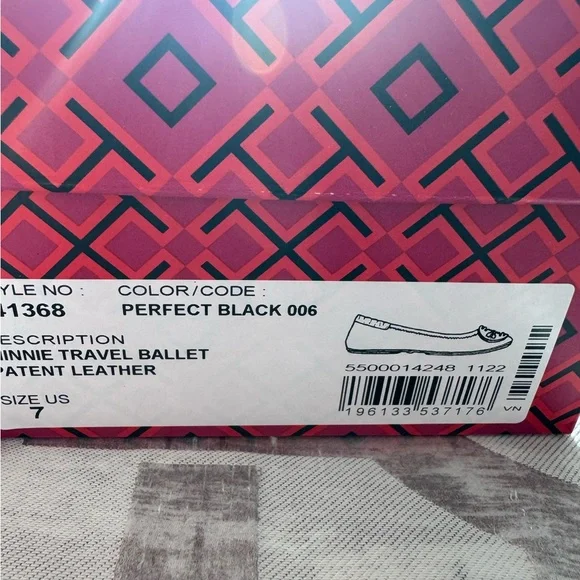 YLE NO : COLOR/CODE :
41368 PERFECT BLACK 006
ESCRIPTION
MINNIE TRAVEL BALLET
PATENT LEATHER
SIZE US
7
5500014248 1122
196133 537176
VN